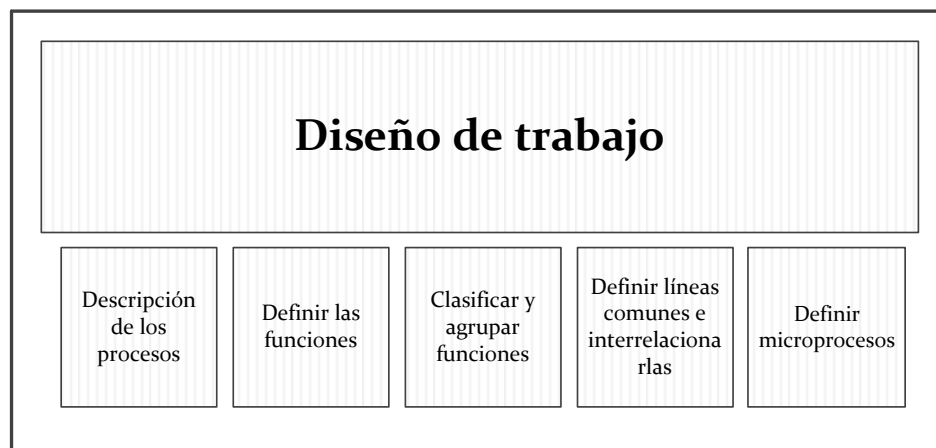 Diseño de trabajo
Descripción
de los
procesos
Definir las
funciones
Clasificar y
agrupar
funciones
Definir líneas
comunes e
interrelaciona
rlas
Definir
microprocesos